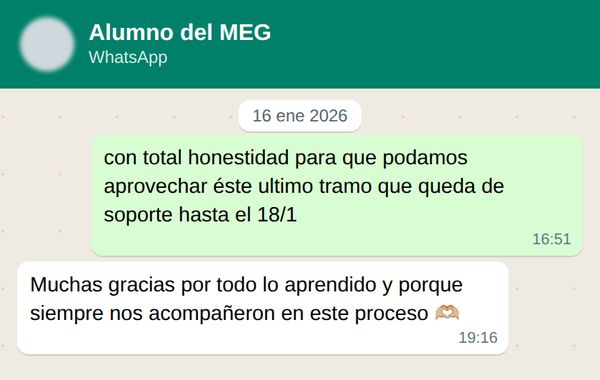 Alumno del MEG
WhatsApp
16 ene 2026
con total honestidad para que podamos
aprovechar éste ultimo tramo que queda de
soporte hasta el 18/1
16:51
Muchas gracias por todo lo aprendido y porque
siempre nos acompañeron en este proceso 🫶🏼
19:16